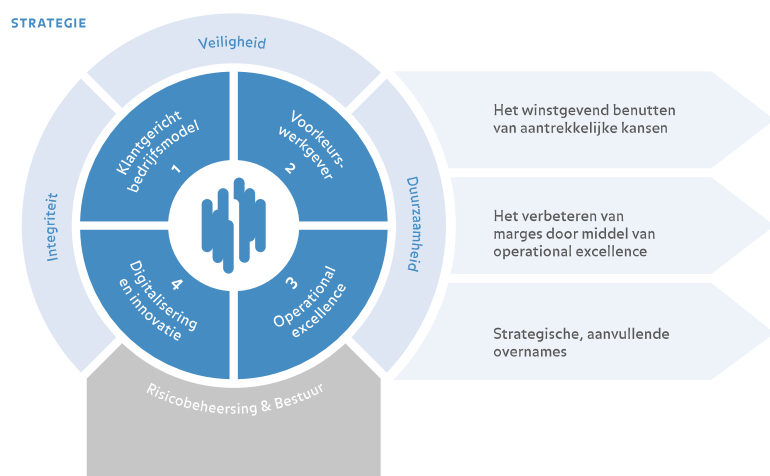 STRATEGIE
Veiligheid
Integriteit
Duurzaamheid
Klantgericht
bedrijfsmodel
1
Voorkeurs-
werkgever
2
3
Operational
excellence
4
Digitalisering
en innovatie
Risicobeheersing & Bestuur
Het winstgevend benutten
van aantrekkelijke kansen
Het verbeteren van
marges door middel van
operational excellence
Strategische, aanvullende
overnames